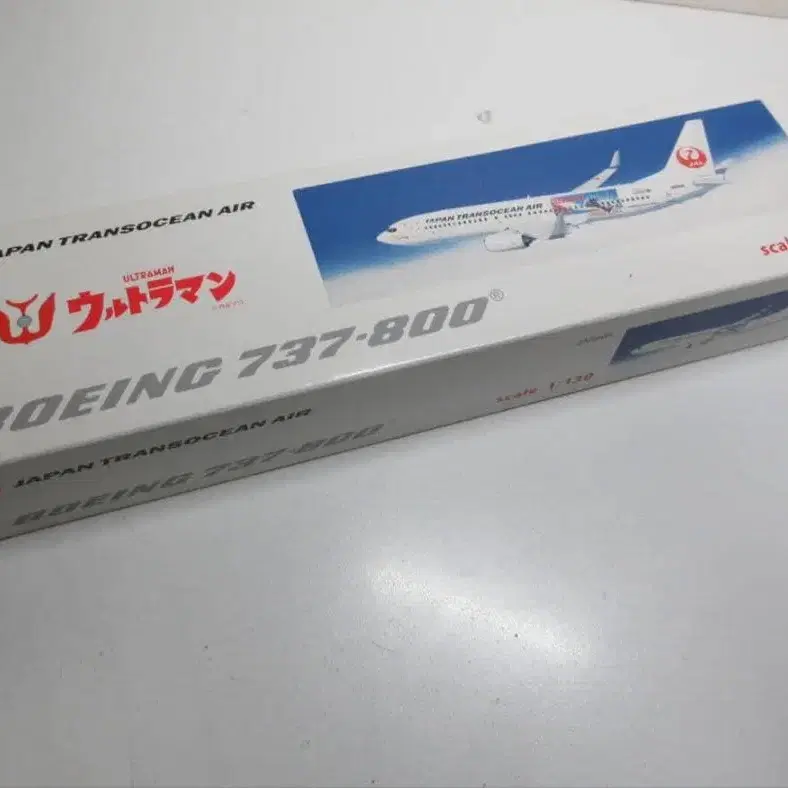 JAPAN TRANSOCEAN AIR
ULTRAMAN
ウルトラマン
BOEING 737-800®
JAPAN TRANSOCEAN AIR
JAL
JAPAN TRANSOCEAN AIR
BOEING 737-800
scale 1:130